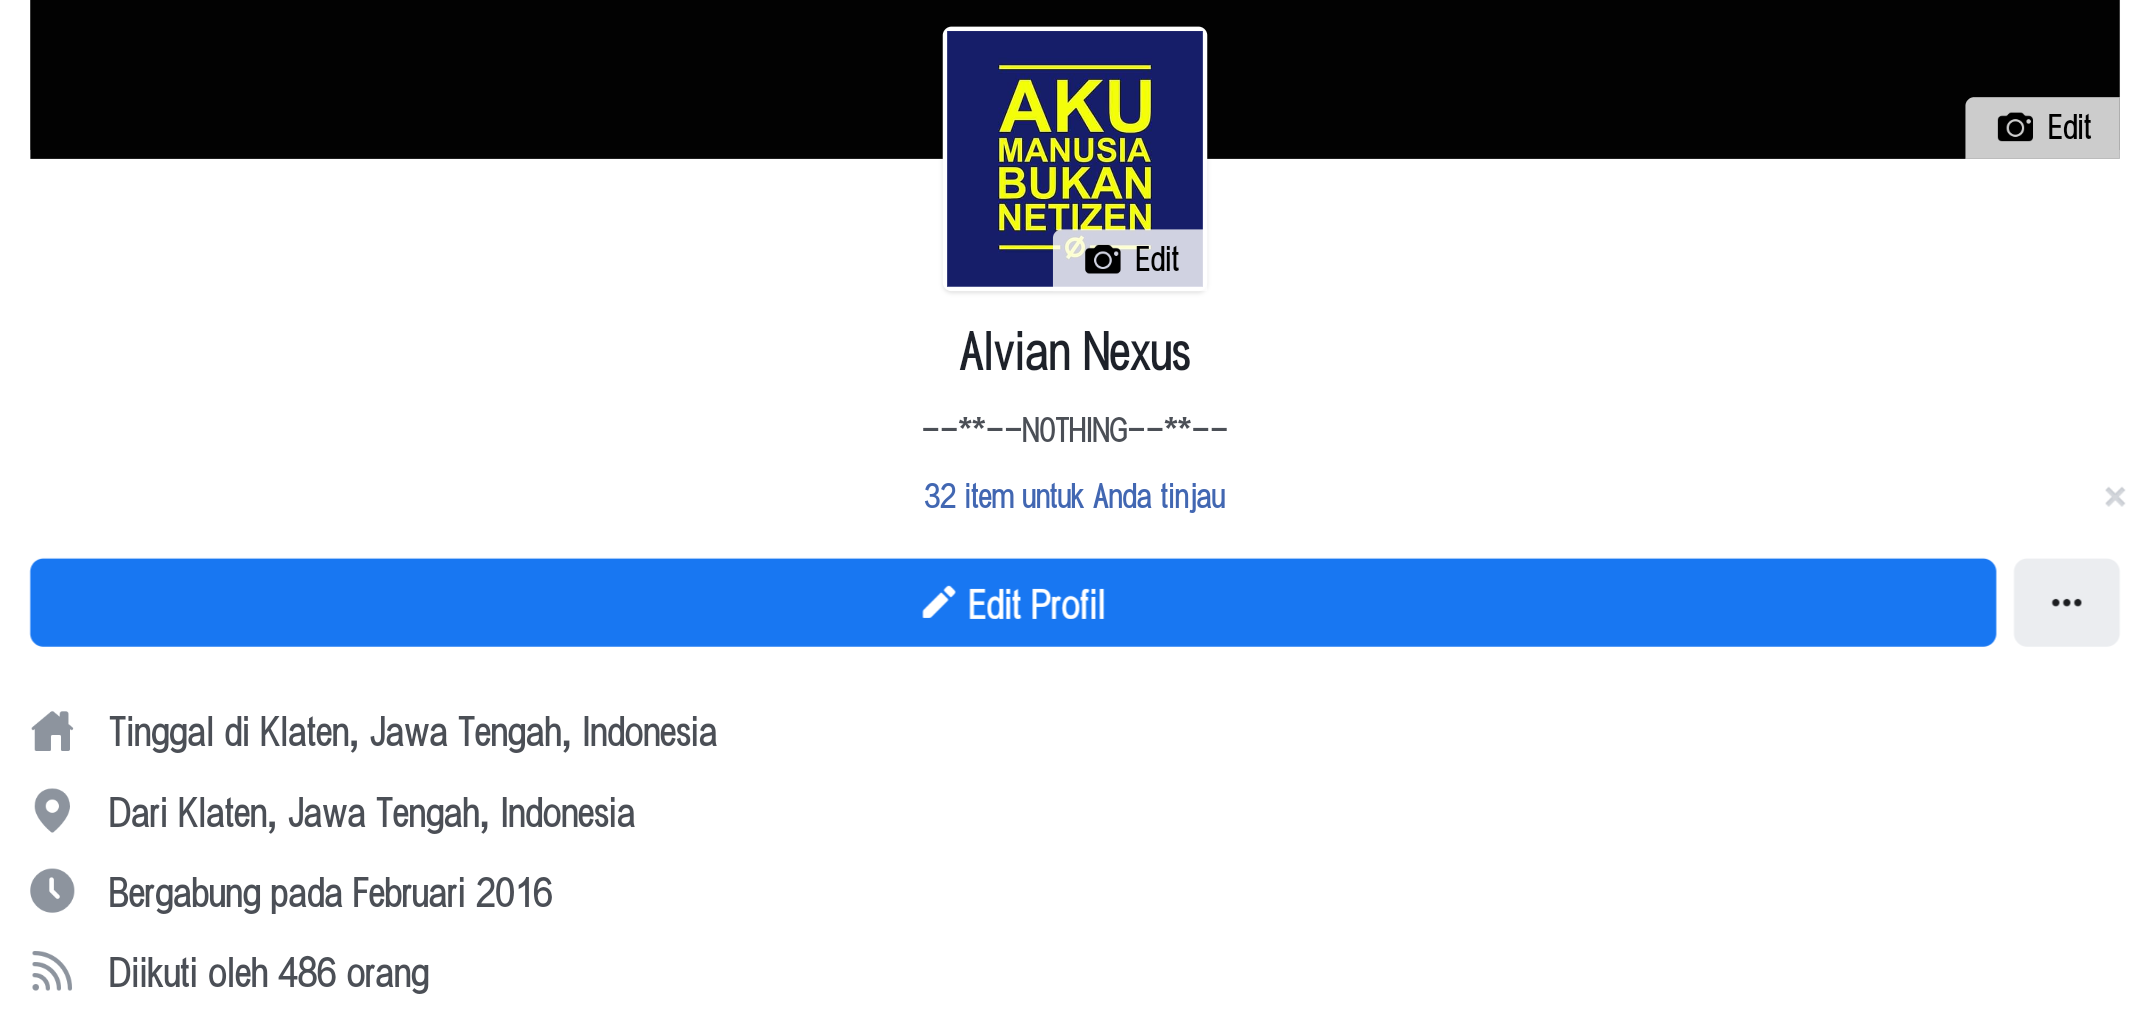 AKU
MANUSIA
BUKAN
NETIZEN
Edit
Edit
Alvian Nexus
--**--N0THING--**--
32 item untuk Anda tinjau
Edit Profil
Tinggal di Klaten, Jawa Tengah, Indonesia
Dari Klaten, Jawa Tengah, Indonesia
Bergabung pada Februari 2016
Diikuti oleh 486 orang